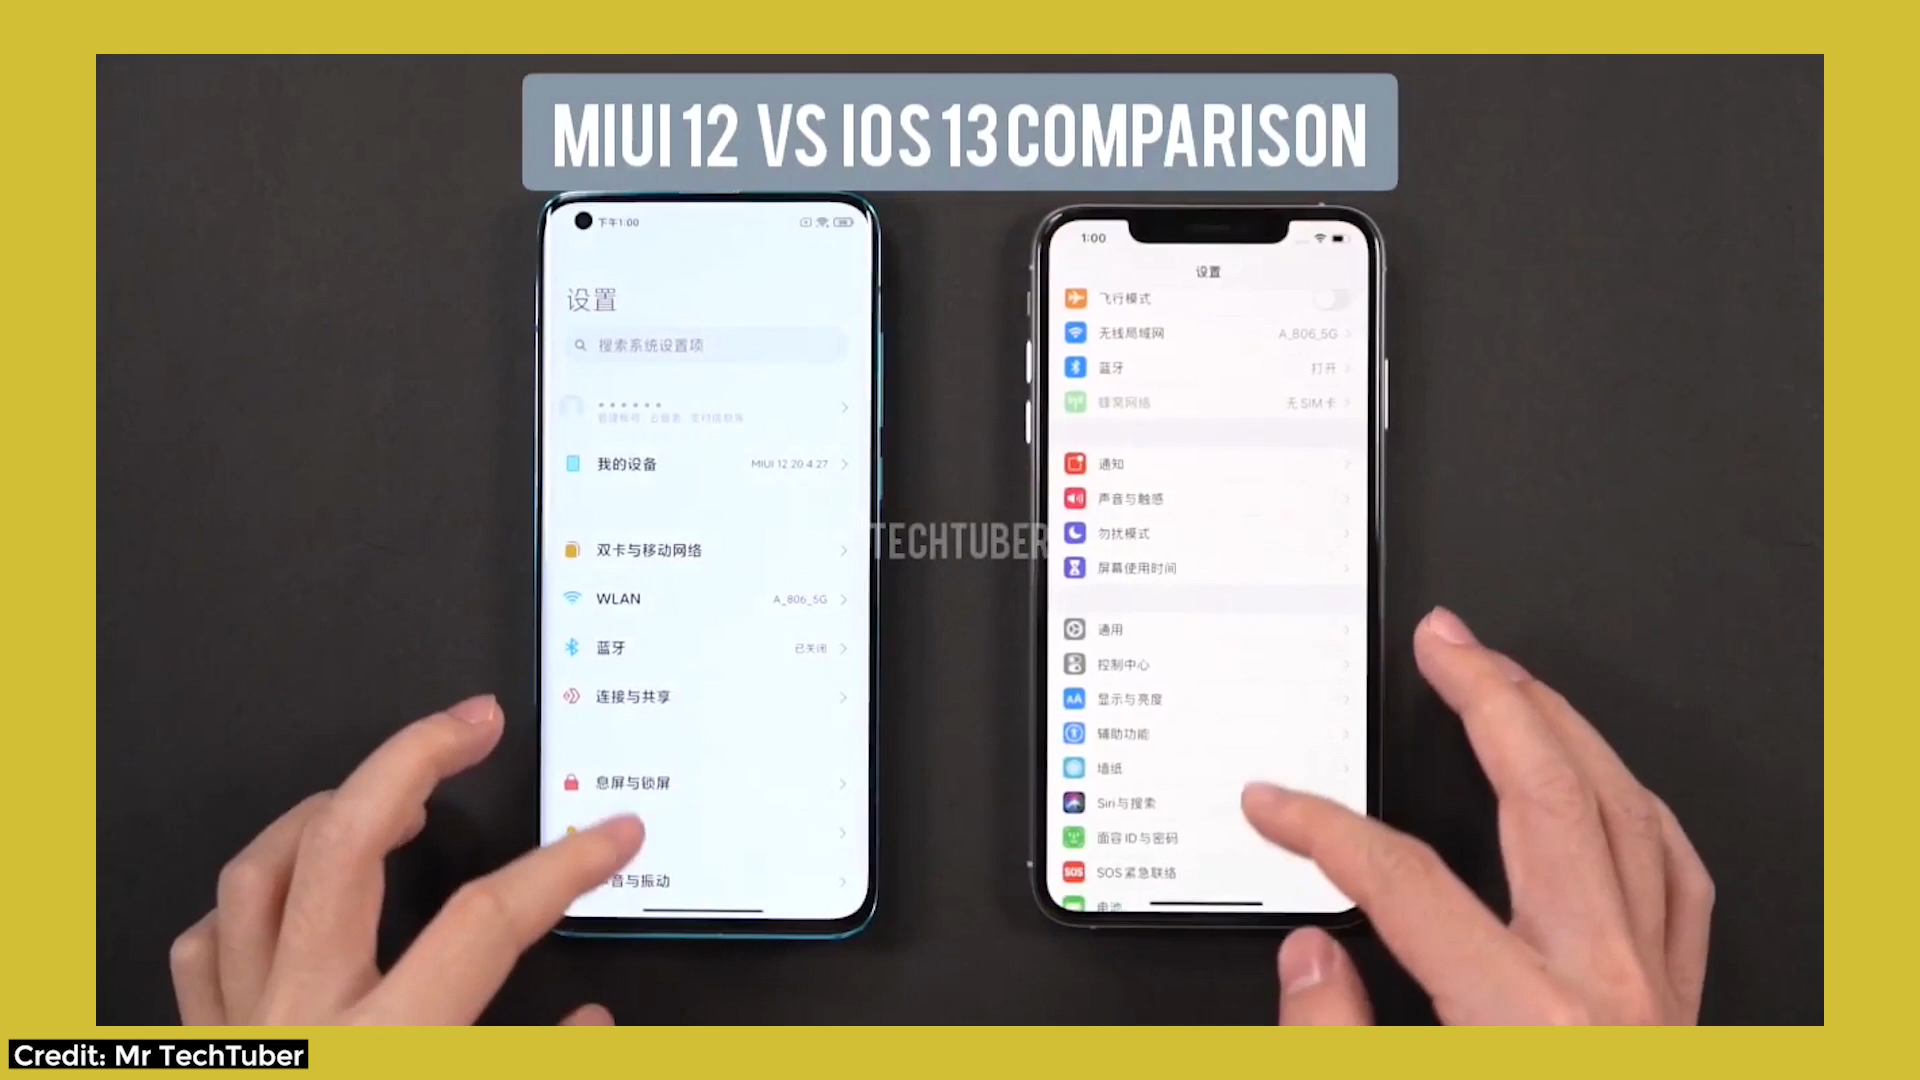 MIUI 12 VS IOS 13 COMPARISON
下午1:00
设置
搜索系统设置项
我的设备 MIUI 12 20.4.27
双卡与移动网络
WLAN A_806_5G
蓝牙 已关闭
连接与共享
息屏与锁屏
音与振动
TECHTUBER
1:00
设置
飞行模式
无线局域网 A_806_5G
蓝牙 打开
蜂窝网络 无SIM卡
通知
声音与触感
勿扰模式
屏幕使用时间
通用
控制中心
显示与亮度
辅助功能
墙纸
Siri与搜索
面容ID与密码
SOS紧急联络
电池
Credit: Mr TechTuber